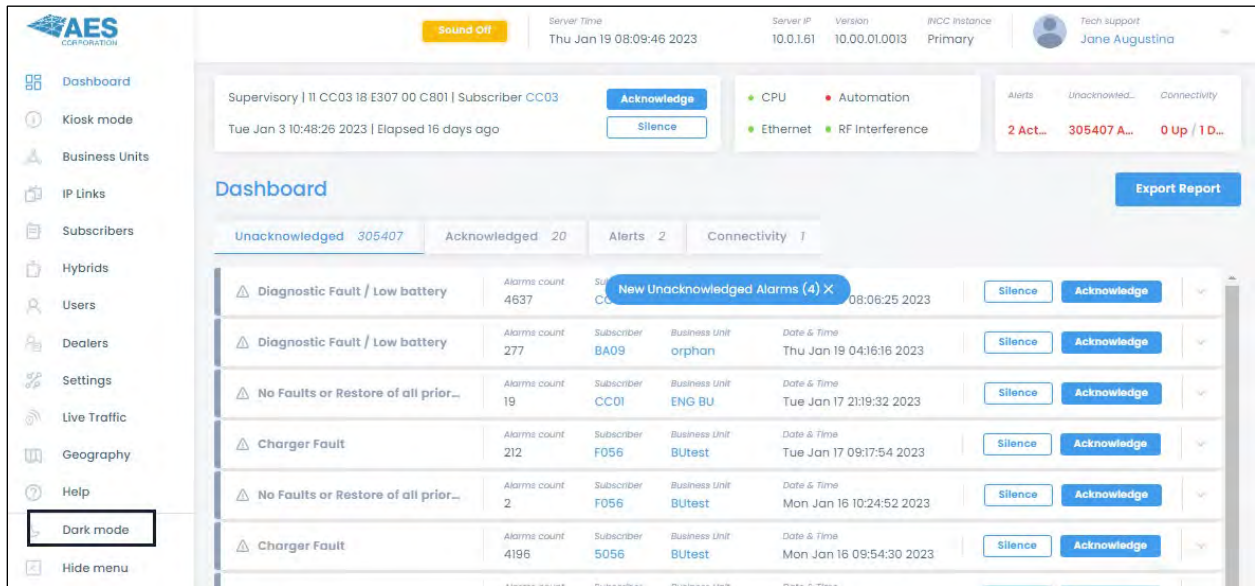 AES
CORPORATION
Sound Off
Server Time
Thu Jan 19 08:09:46 2023
Server IP
10.0.1.61
Version
10.00.01.0013
INCC Instance
Primary
Tech support
Jane Augustina
Dashboard
Kiosk mode
Business Units
IP Links
Subscribers
Hybrids
Users
Dealers
Settings
Live Traffic
Geography
Help
Dark mode
Hide menu
Supervisory | 11 CC03 18 E307 00 C801 | Subscriber CC03
Tue Jan 3 10:48:26 2023 | Elapsed 16 days ago
Acknowledge
Silence
CPU
Automation
Ethernet
RF Interference
Alerts
Unacknowled...
Connectivity
2 Act...
305407 A...
0 Up / 1 D...
Dashboard
Export Report
Unacknowledged 305407
Acknowledged 20
Alerts 2
Connectivity 1
New Unacknowledged Alarms (4) X
Diagnostic Fault / Low battery
Alarms count
4637
08:06:25 2023
Silence
Acknowledge
Diagnostic Fault / Low battery
Alarms count
277
Subscriber
BA09
Business Unit
orphan
Date & Time
Thu Jan 19 04:16:16 2023
Silence
Acknowledge
No Faults or Restore of all prior...
Alarms count
19
Subscriber
CC01
Business Unit
ENG BU
Date & Time
Tue Jan 17 21:19:32 2023
Silence
Acknowledge
Charger Fault
Alarms count
212
Subscriber
F056
Business Unit
BUtest
Date & Time
Tue Jan 17 09:17:54 2023
Silence
Acknowledge
No Faults or Restore of all prior...
Alarms count
2
Subscriber
F056
Business Unit
BUtest
Date & Time
Mon Jan 16 10:24:52 2023
Silence
Acknowledge
Charger Fault
Alarms count
4196
Subscriber
5056
Business Unit
BUtest
Date & Time
Mon Jan 16 09:54:30 2023
Silence
Acknowledge